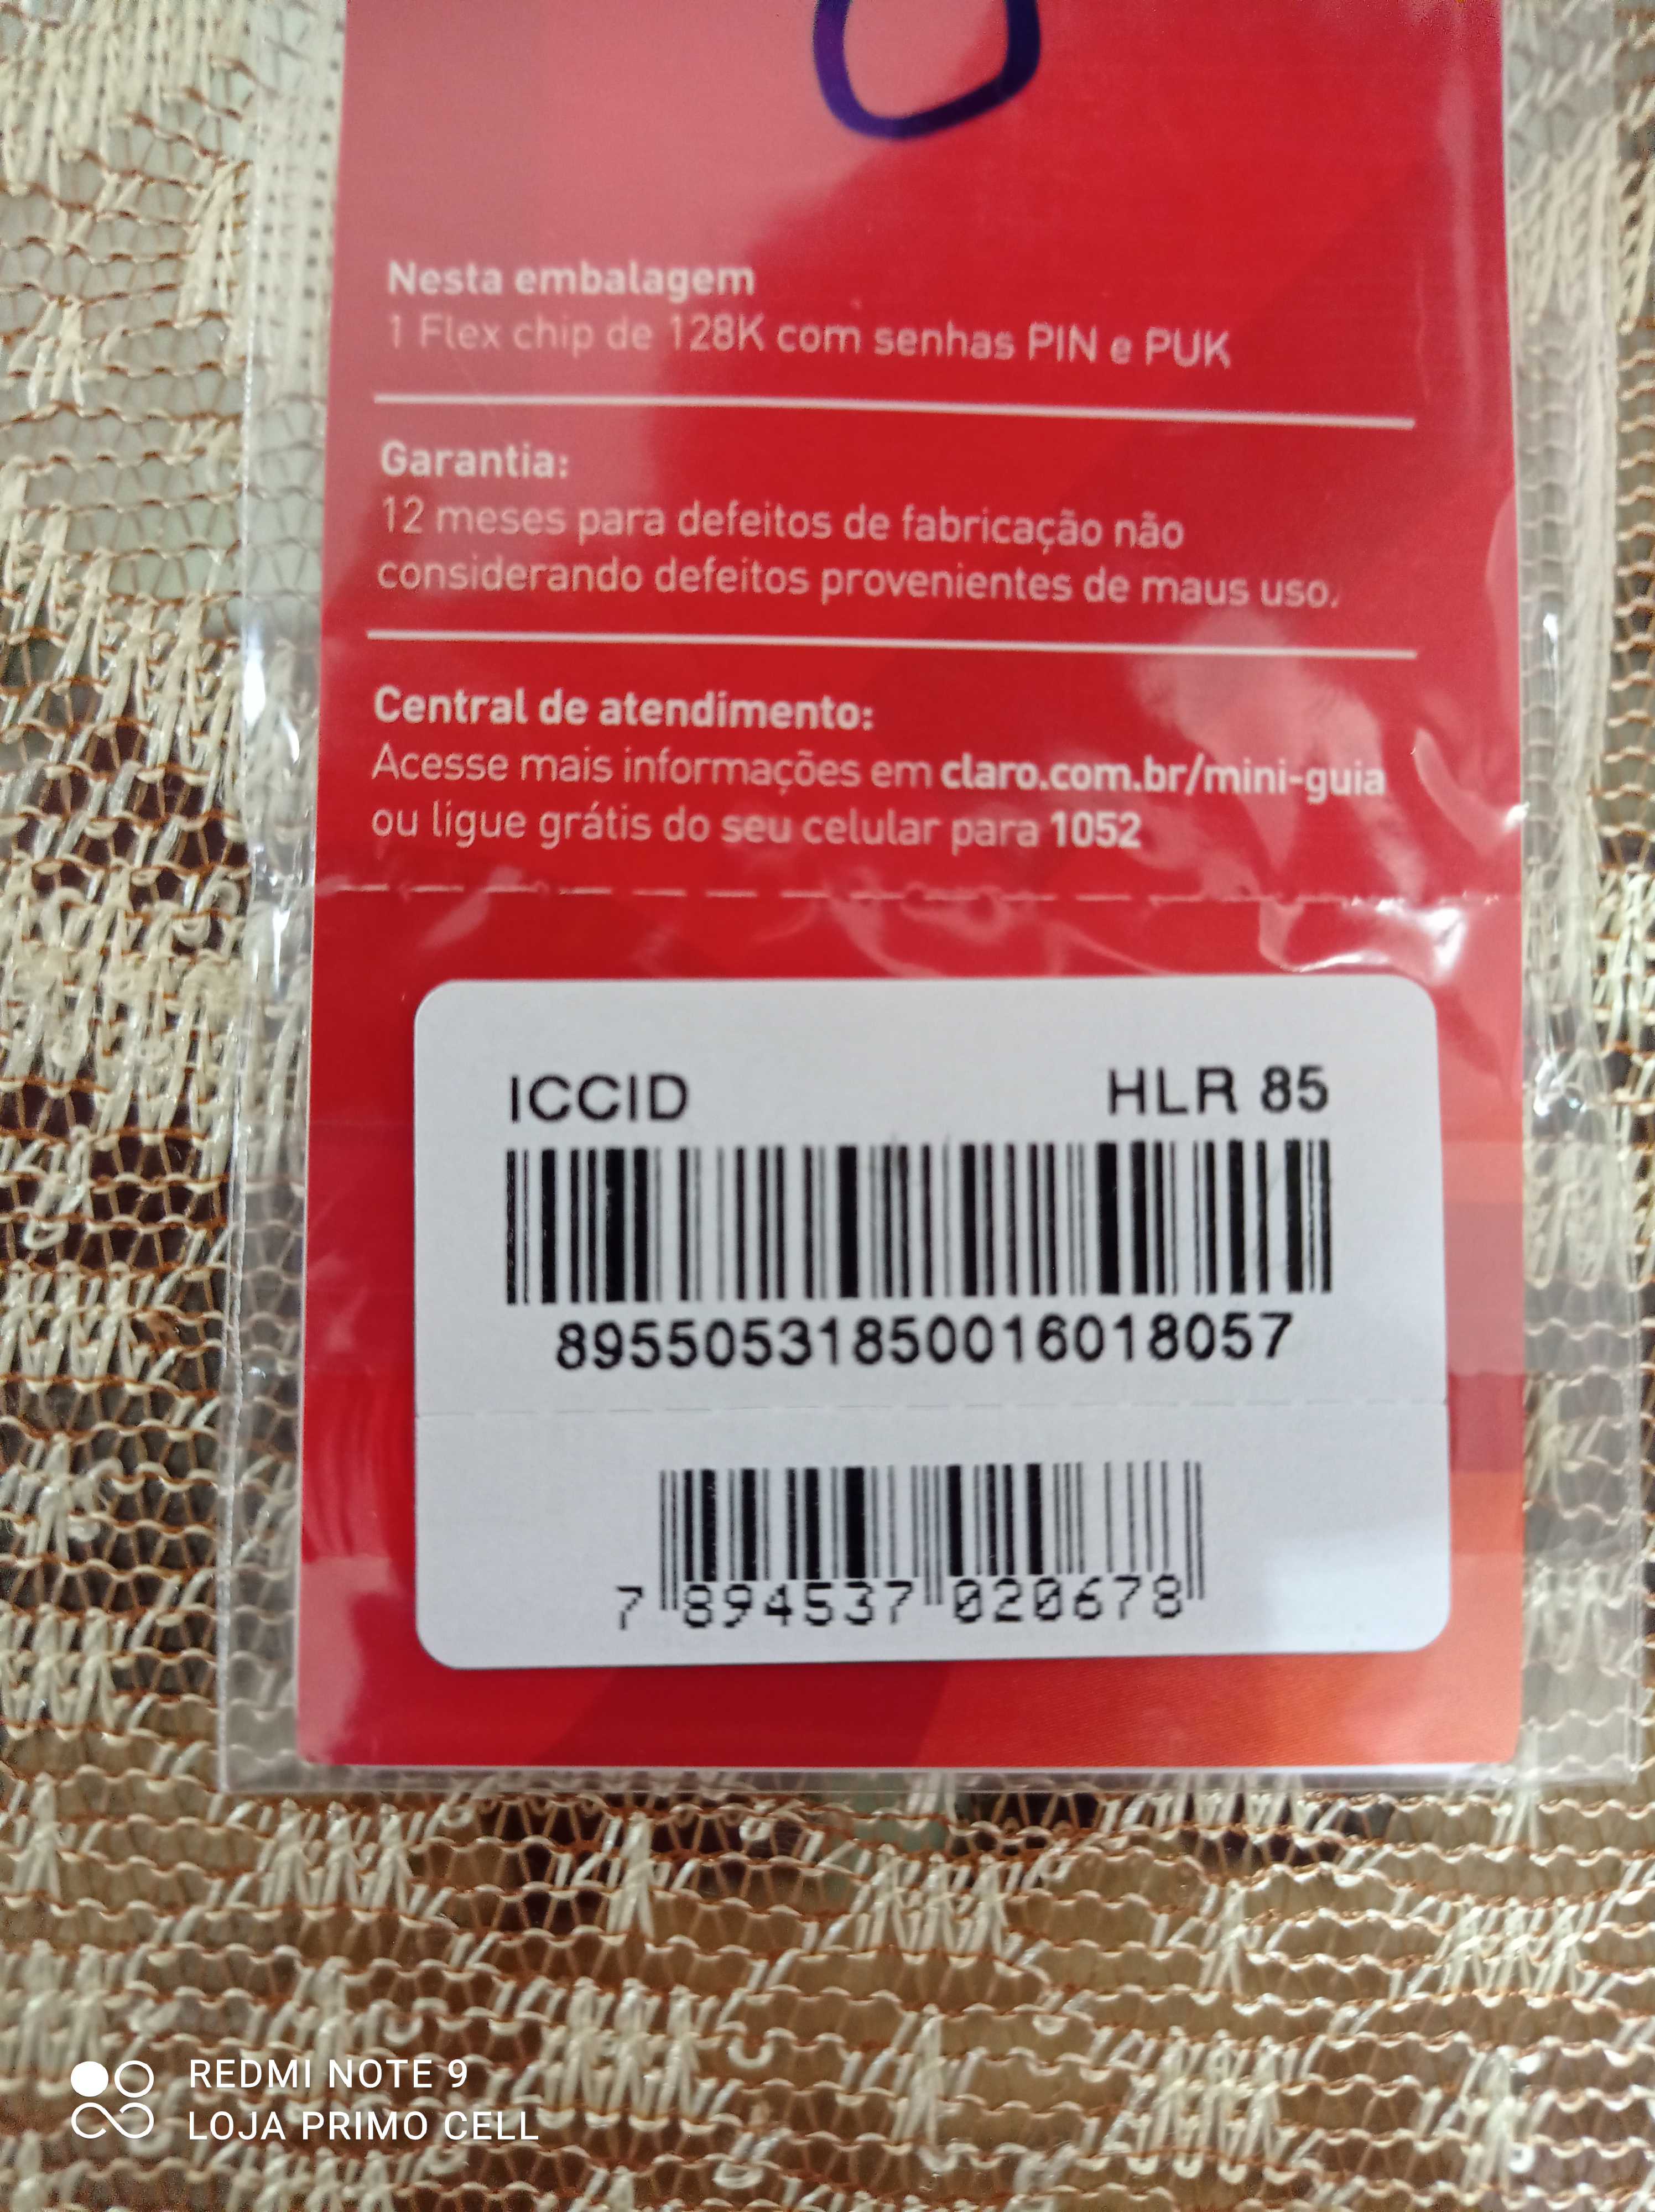 Nesta embalagem
1 Flex chip de 128K com senhas PIN e PUK
Garantia:
12 meses para defeitos de fabricação não
considerando defeitos provenientes de maus uso.
Central de atendimento:
Acesse mais informações em claro.com.br/mini-guia
ou ligue grátis do seu celular para 1052
ICCID HLR 85
89550531850016018057
7 894537 020678
REDMI NOTE 9
LOJA PRIMO CELL